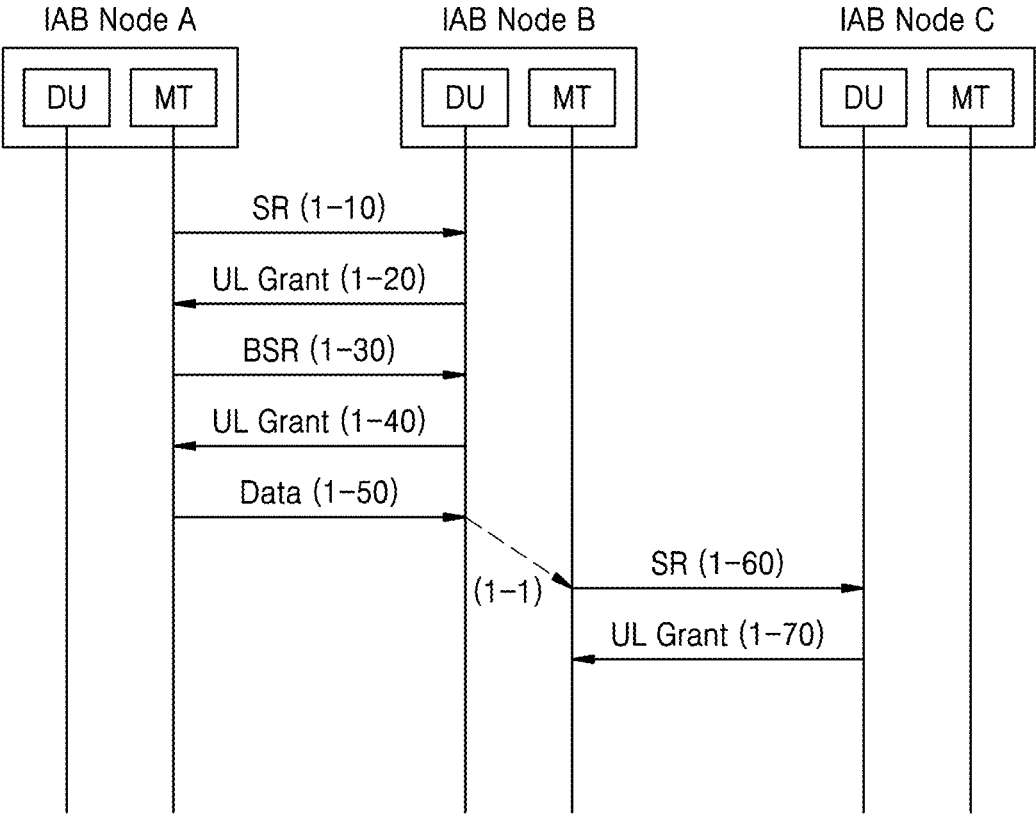 IAB Node A
IAB Node B
IAB Node C
DU
MT
DU
MT
DU
MT
SR (1-10)
UL Grant (1-20)
BSR (1-30)
UL Grant (1-40)
Data (1-50)
SR (1-60)
(1-1)
UL Grant (1-70)